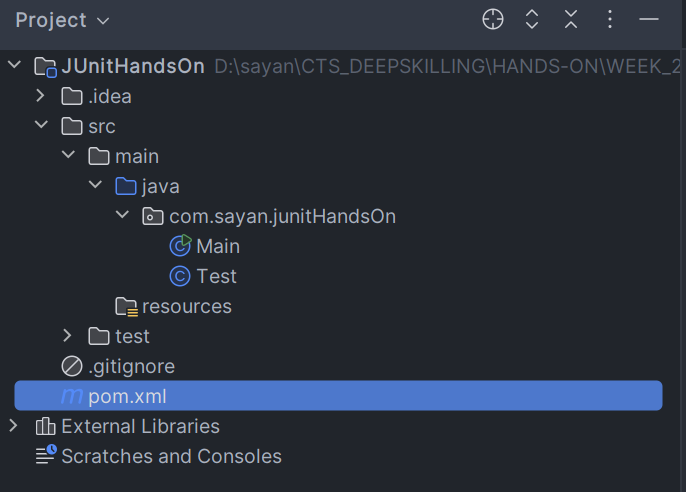 Project
JUnitHandsOn D:\sayan\CTS_DEEPSKILLING\HANDS-ON\WEEK_2
.idea
src
main
java
com.sayan.junitHandsOn
Main
Test
resources
test
.gitignore
pom.xml
External Libraries
Scratches and Consoles